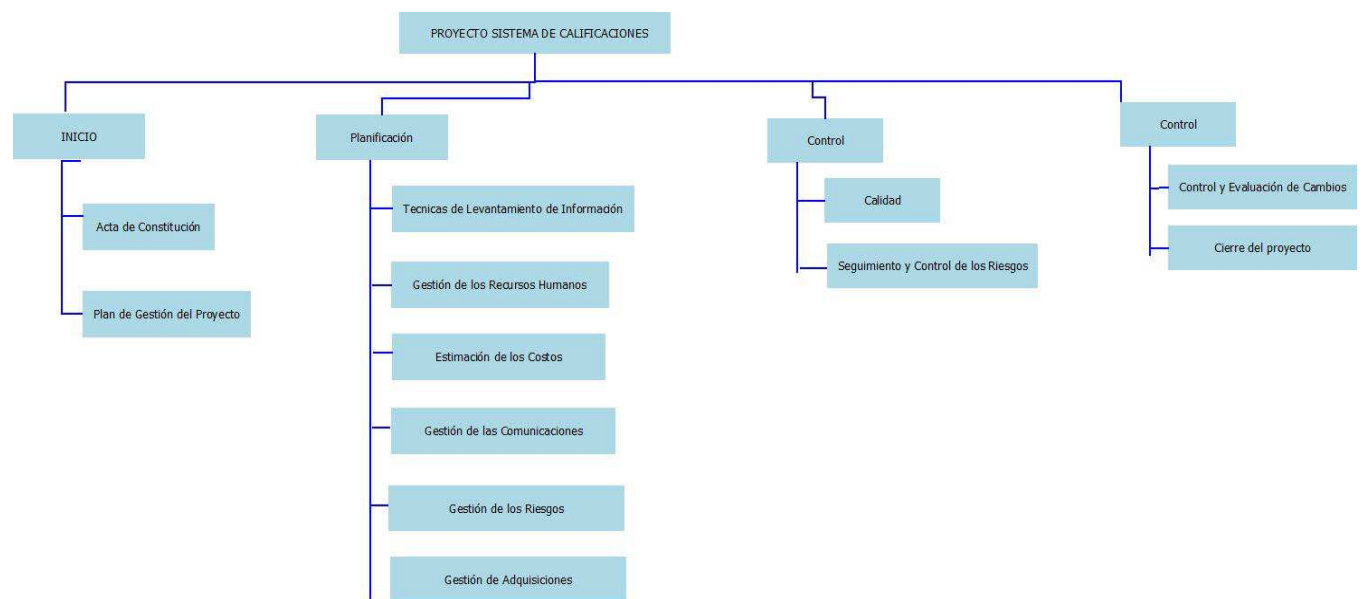 PROYECTO SISTEMA DE CALIFICACIONES
INICIO
Acta de Constitución
Plan de Gestión del Proyecto
Planificación
Tecnicas de Levantamiento de Información
Gestión de los Recursos Humanos
Estimación de los Costos
Gestión de las Comunicaciones
Gestión de los Riesgos
Gestión de Adquisiciones
Control
Calidad
Seguimiento y Control de los Riesgos
Control
Control y Evaluación de Cambios
Cierre del proyecto